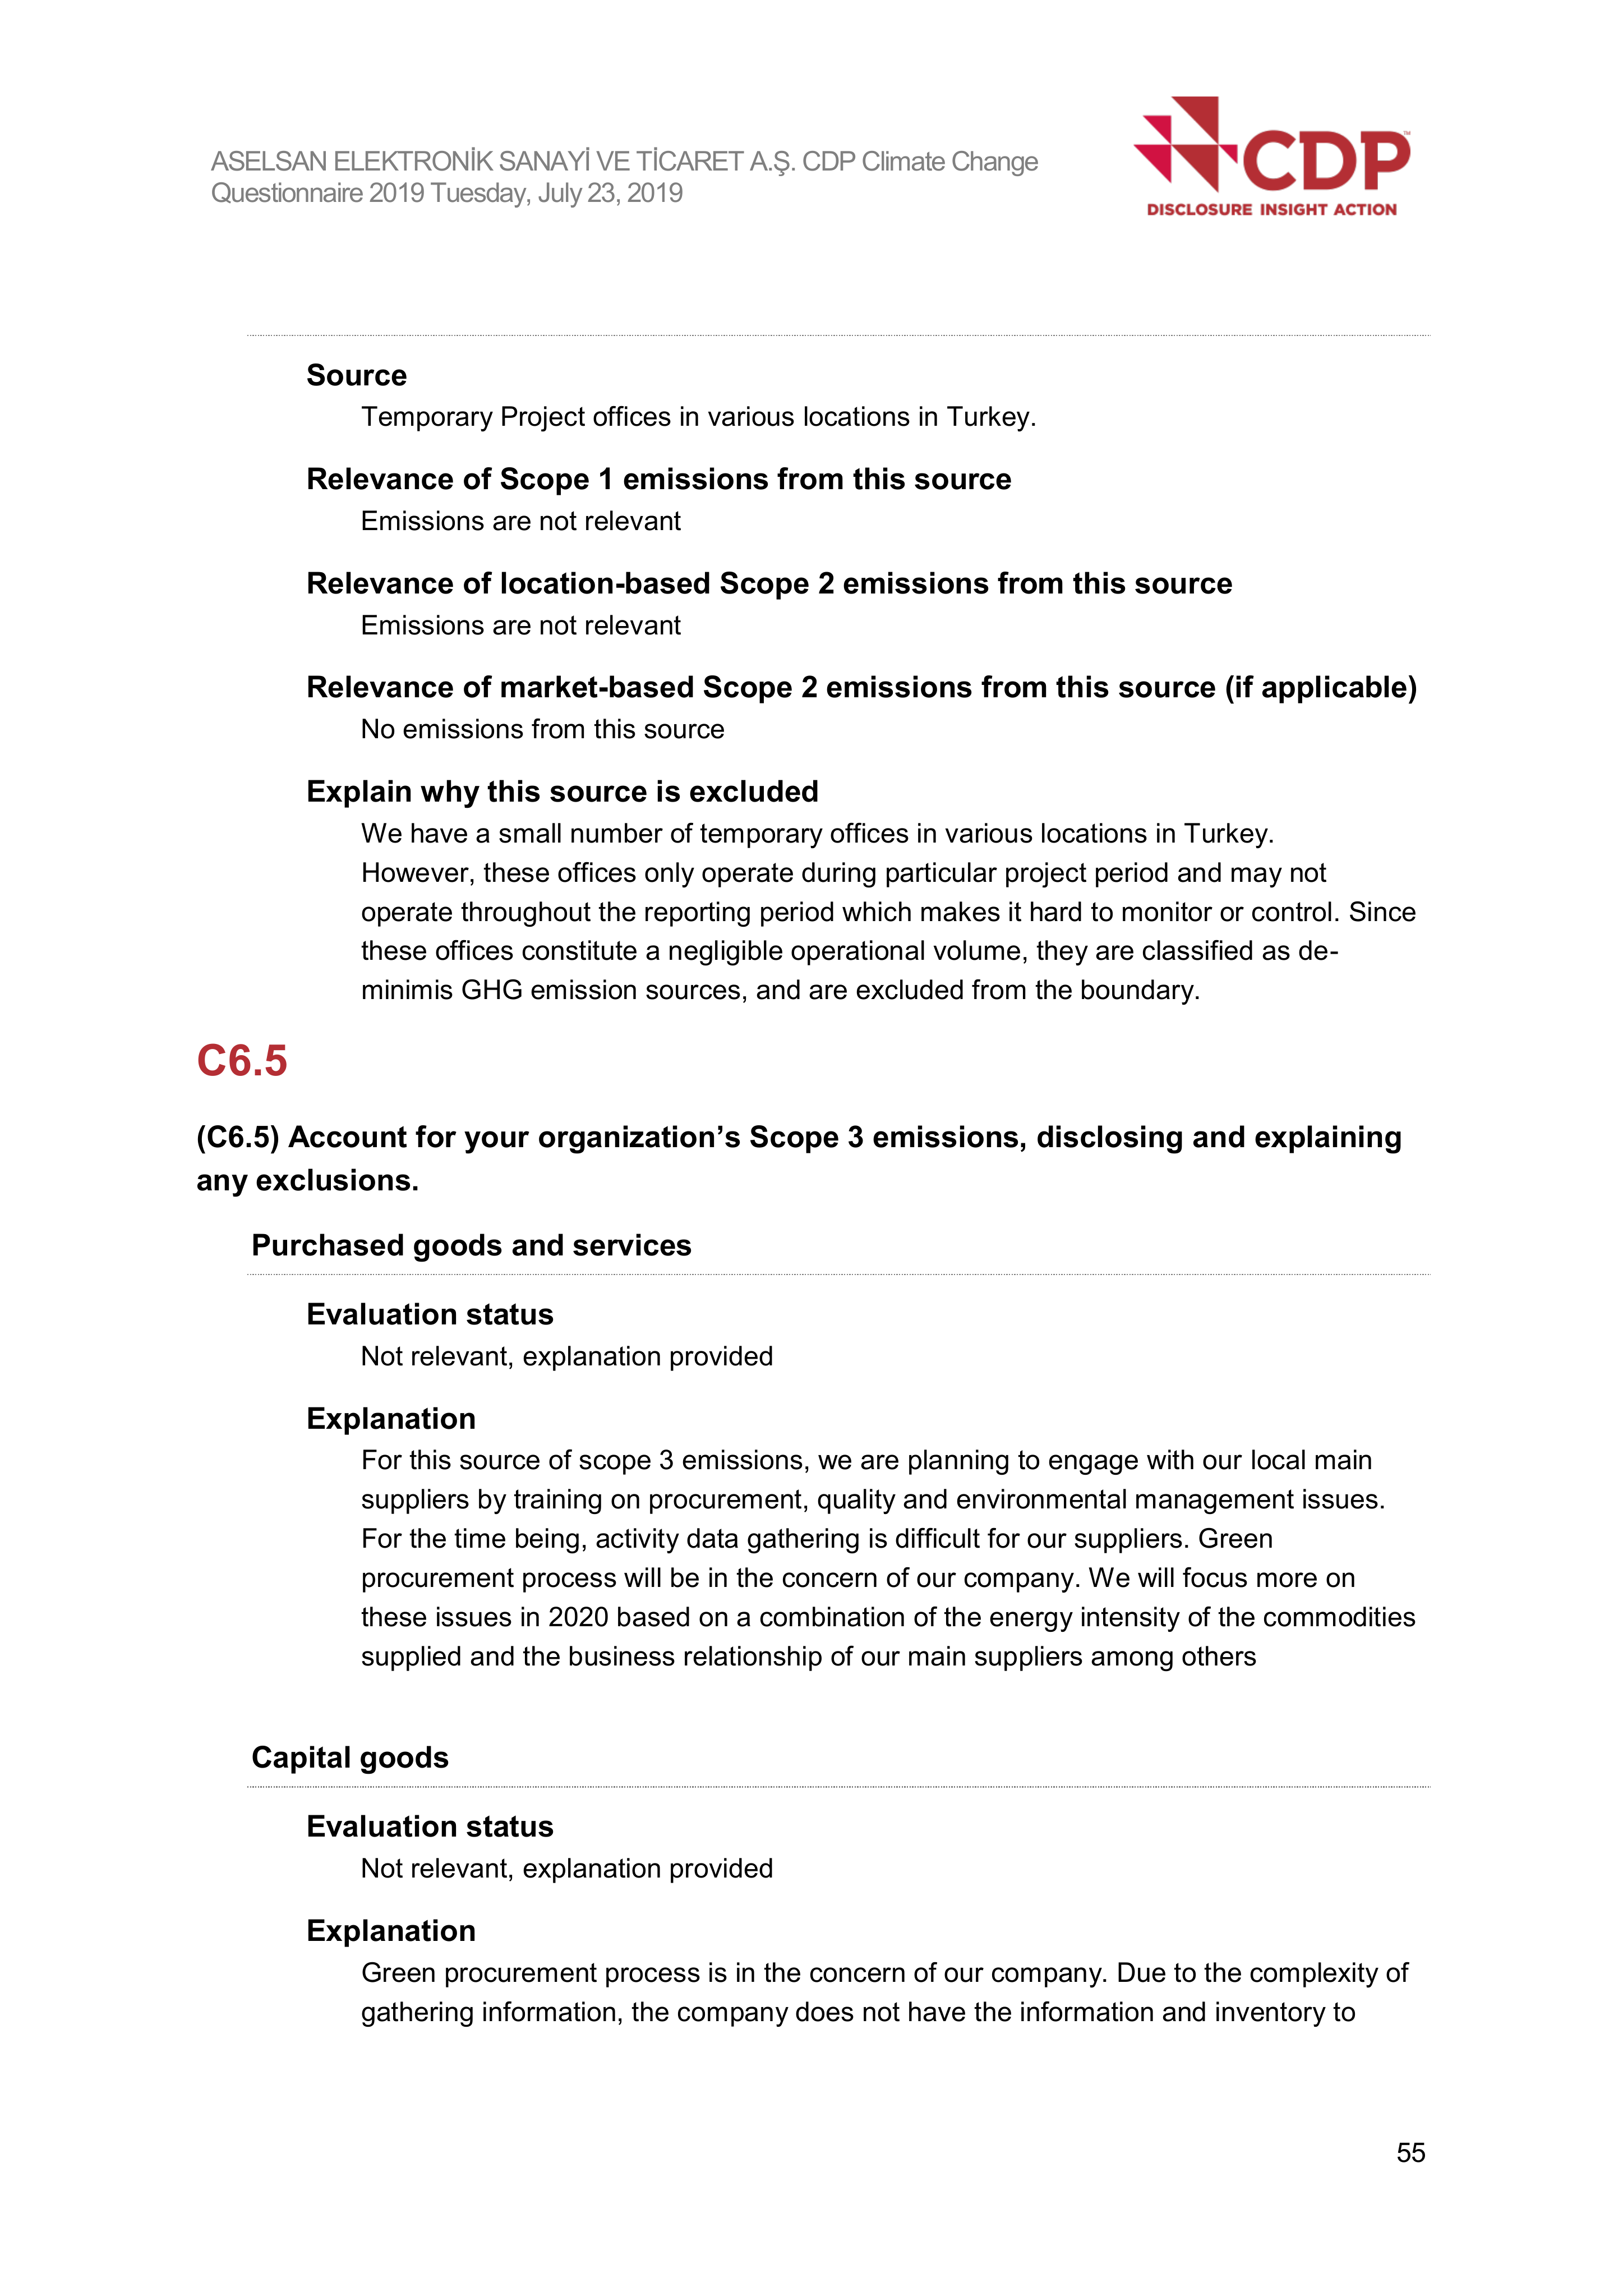 ASELSAN ELEKTRONİK SANAYİ VE TİCARET A.Ş. CDP Climate Change
Questionnaire 2019 Tuesday, July 23, 2019
CDP™
DISCLOSURE INSIGHT ACTION
Source
Temporary Project offices in various locations in Turkey.
Relevance of Scope 1 emissions from this source
Emissions are not relevant
Relevance of location-based Scope 2 emissions from this source
Emissions are not relevant
Relevance of market-based Scope 2 emissions from this source (if applicable)
No emissions from this source
Explain why this source is excluded
We have a small number of temporary offices in various locations in Turkey.
However, these offices only operate during particular project period and may not
operate throughout the reporting period which makes it hard to monitor or control. Since
these offices constitute a negligible operational volume, they are classified as de-
minimis GHG emission sources, and are excluded from the boundary.
C6.5
(C6.5) Account for your organization’s Scope 3 emissions, disclosing and explaining
any exclusions.
Purchased goods and services
Evaluation status
Not relevant, explanation provided
Explanation
For this source of scope 3 emissions, we are planning to engage with our local main
suppliers by training on procurement, quality and environmental management issues.
For the time being, activity data gathering is difficult for our suppliers. Green
procurement process will be in the concern of our company. We will focus more on
these issues in 2020 based on a combination of the energy intensity of the commodities
supplied and the business relationship of our main suppliers among others
Capital goods
Evaluation status
Not relevant, explanation provided
Explanation
Green procurement process is in the concern of our company. Due to the complexity of
gathering information, the company does not have the information and inventory to
55